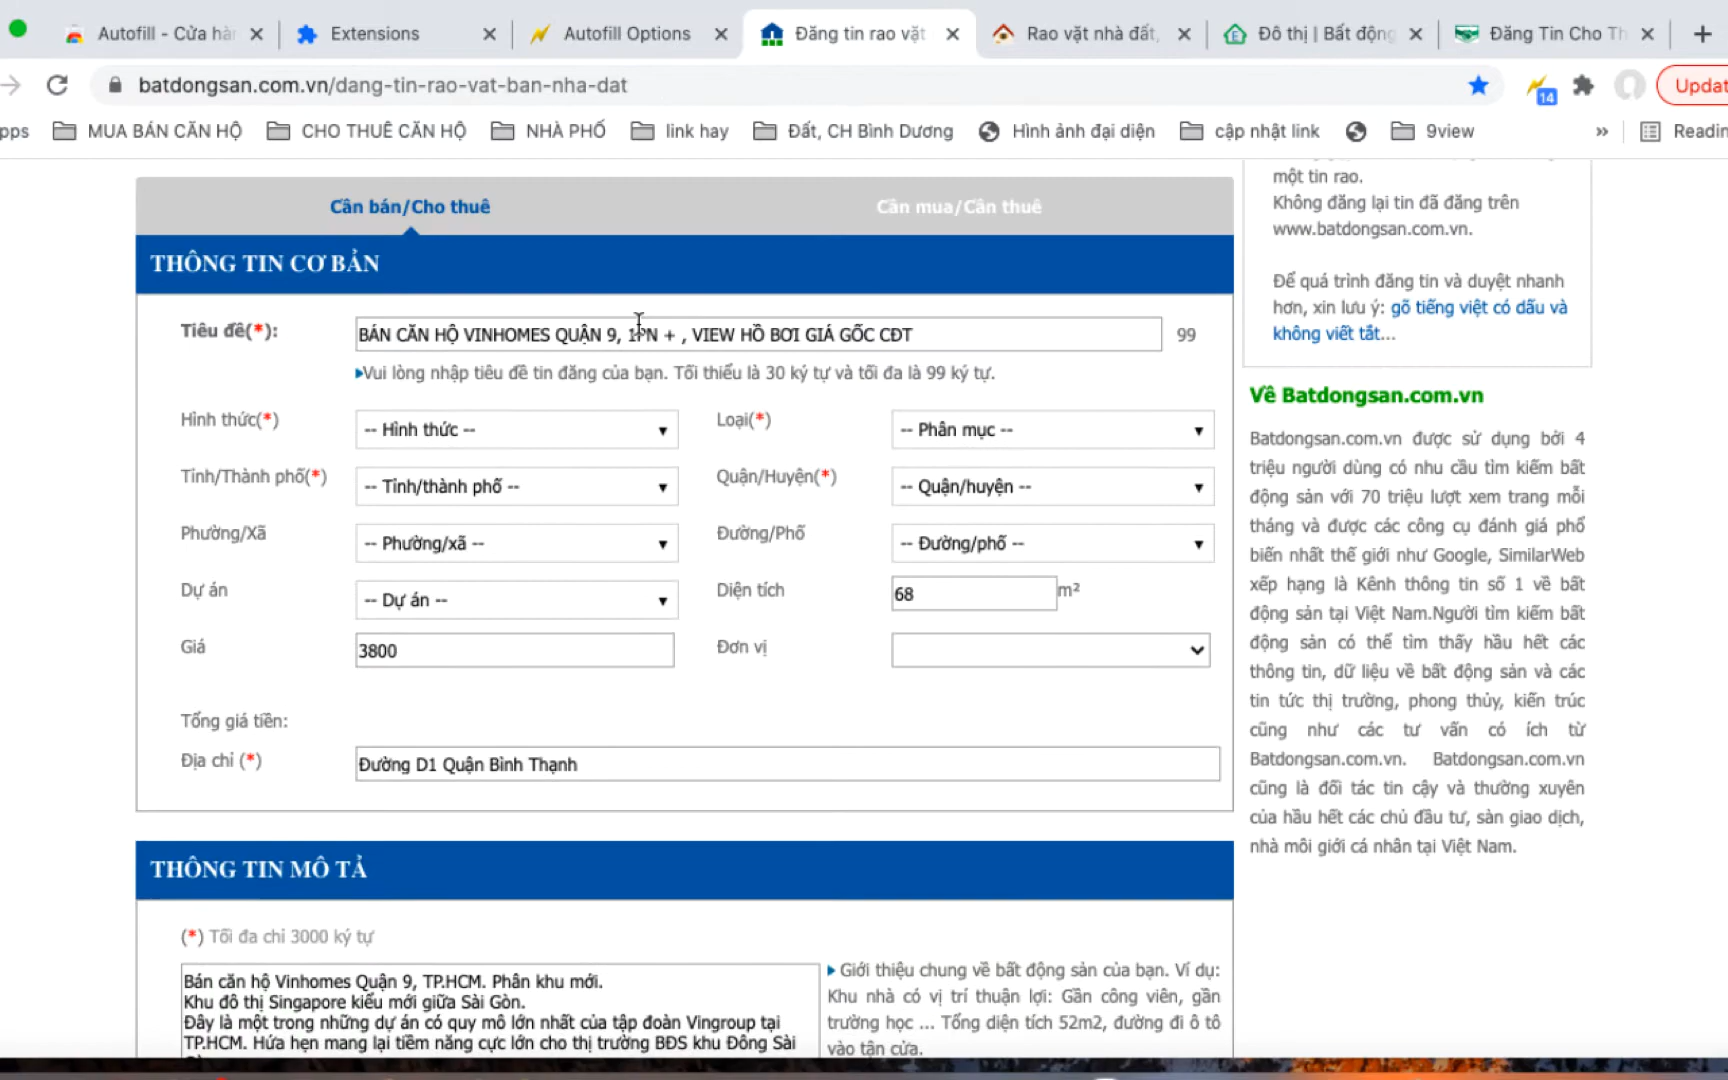 Autofill - Cửa hàn
Extensions
Autofill Options
Đăng tin rao vặt
Rao vặt nhà đất,
Đô thị | Bất động
Đăng Tin Cho Th
batdongsan.com.vn/dang-tin-rao-vat-ban-nha-dat
14
Updat
pps
MUA BÁN CĂN HỘ
CHO THUÊ CĂN HỘ
NHÀ PHỐ
link hay
Đất, CH Bình Dương
Hình ảnh đại diện
cập nhật link
9view
»
Readin
Cần bán/Cho thuê
Cần mua/Cần thuê
THÔNG TIN CƠ BẢN
Tiêu đề(*):
BÁN CĂN HỘ VINHOMES QUẬN 9, 1PN + , VIEW HỒ BƠI GIÁ GỐC CĐT
99
Vui lòng nhập tiêu đề tin đăng của bạn. Tối thiểu là 30 ký tự và tối đa là 99 ký tự.
Hình thức(*)
-- Hình thức --
Loại(*)
-- Phân mục --
Tỉnh/Thành phố(*)
-- Tỉnh/thành phố --
Quận/Huyện(*)
-- Quận/huyện --
Phường/Xã
-- Phường/xã --
Đường/Phố
-- Đường/phố --
Dự án
-- Dự án --
Diện tích
68
m²
Giá
3800
Đơn vị
Tổng giá tiền:
Địa chỉ (*)
Đường D1 Quận Bình Thạnh
THÔNG TIN MÔ TẢ
(*) Tối đa chỉ 3000 ký tự
Bán căn hộ Vinhomes Quận 9, TP.HCM. Phân khu mới.
Khu đô thị Singapore kiểu mới giữa Sài Gòn.
Đây là một trong những dự án có quy mô lớn nhất của tập đoàn Vingroup tại
TP.HCM. Hứa hẹn mang lại tiềm năng cực lớn cho thị trường BĐS khu Đông Sài
Giới thiệu chung về bất động sản của bạn. Ví dụ:
Khu nhà có vị trí thuận lợi: Gần công viên, gần
trường học ... Tổng diện tích 52m2, đường đi ô tô
vào tận cửa.
một tin rao.
Không đăng lại tin đã đăng trên
www.batdongsan.com.vn.
Để quá trình đăng tin và duyệt nhanh
hơn, xin lưu ý: gõ tiếng việt có dấu và
không viết tắt...
Về Batdongsan.com.vn
Batdongsan.com.vn được sử dụng bởi 4
triệu người dùng có nhu cầu tìm kiếm bất
động sản với 70 triệu lượt xem trang mỗi
tháng và được các công cụ đánh giá phổ
biến nhất thế giới như Google, SimilarWeb
xếp hạng là Kênh thông tin số 1 về bất
động sản tại Việt Nam.Người tìm kiếm bất
động sản có thể tìm thấy hầu hết các
thông tin, dữ liệu về bất động sản và các
tin tức thị trường, phong thủy, kiến trúc
cũng như các tư vấn có ích từ
Batdongsan.com.vn. Batdongsan.com.vn
cũng là đối tác tin cậy và thường xuyên
của hầu hết các chủ đầu tư, sàn giao dịch,
nhà môi giới cá nhân tại Việt Nam.